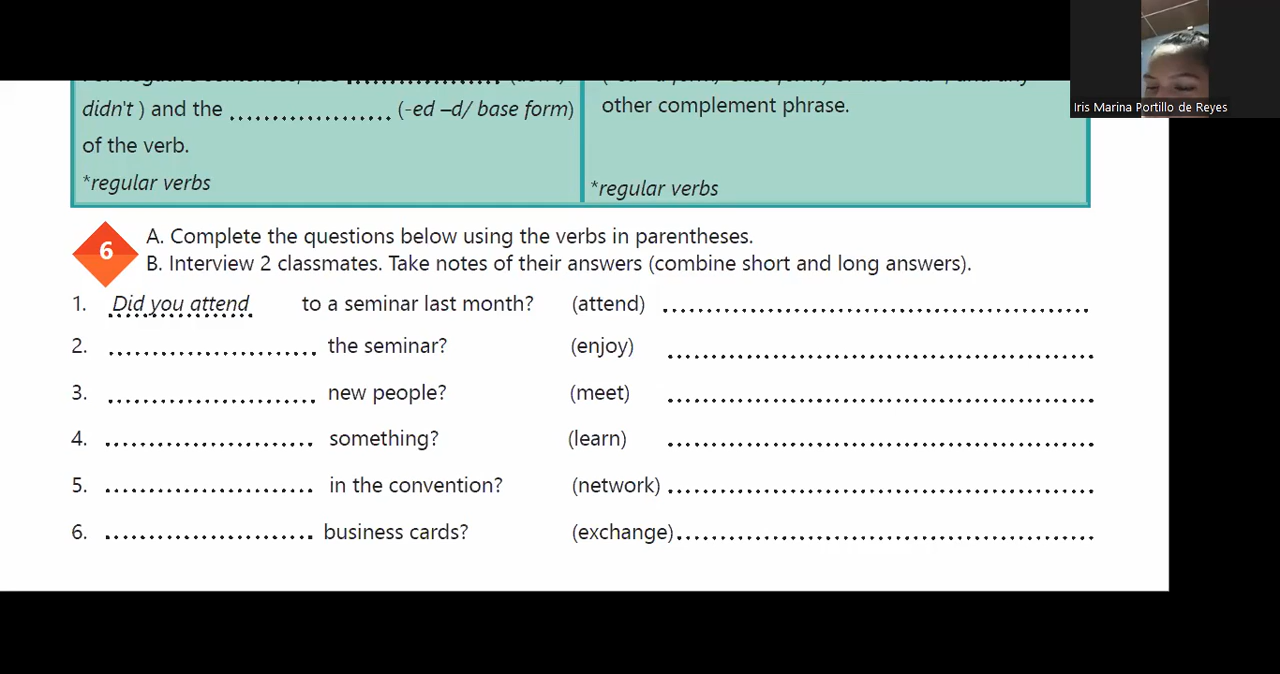 didn't ) and the .................. (-ed –d/ base form)
of the verb.
*regular verbs
other complement phrase.
*regular verbs
Iris Marina Portillo de Reyes
6
A. Complete the questions below using the verbs in parentheses.
B. Interview 2 classmates. Take notes of their answers (combine short and long answers).
1. Did you attend to a seminar last month? (attend) ..........................................
2. ....................... the seminar? (enjoy) ..........................................
3. ....................... new people? (meet) ..........................................
4. ....................... something? (learn) ..........................................
5. ....................... in the convention? (network) ..........................................
6. ....................... business cards? (exchange) ..........................................